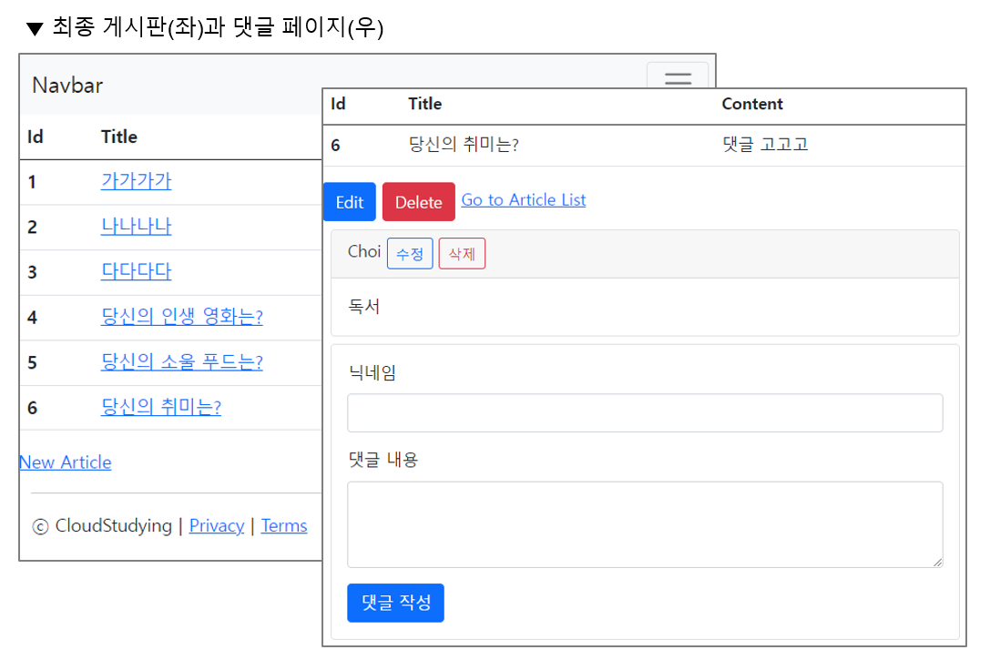 ▼ 최종 게시판(좌)과 댓글 페이지(우)
Navbar
Id Title
1 가가가가
2 나나나나
3 다다다다
4 당신의 인생 영화는?
5 당신의 소울 푸드는?
6 당신의 취미는?
New Article
ⓒ CloudStudying | Privacy | Terms
Id Title Content
6 당신의 취미는? 댓글 고고고
Edit Delete Go to Article List
Choi 수정 삭제
독서
닉네임
댓글 내용
댓글 작성